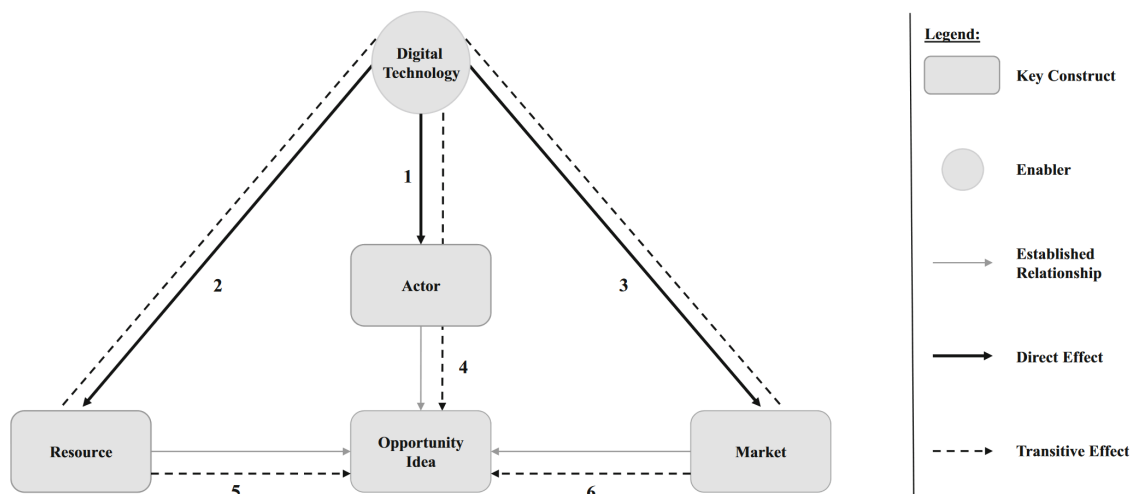 Digital
Technology
1
Actor
2
3
4
Resource
Opportunity
Idea
Market
5
6
Legend:
Key Construct
Enabler
Established
Relationship
Direct Effect
Transitive Effect